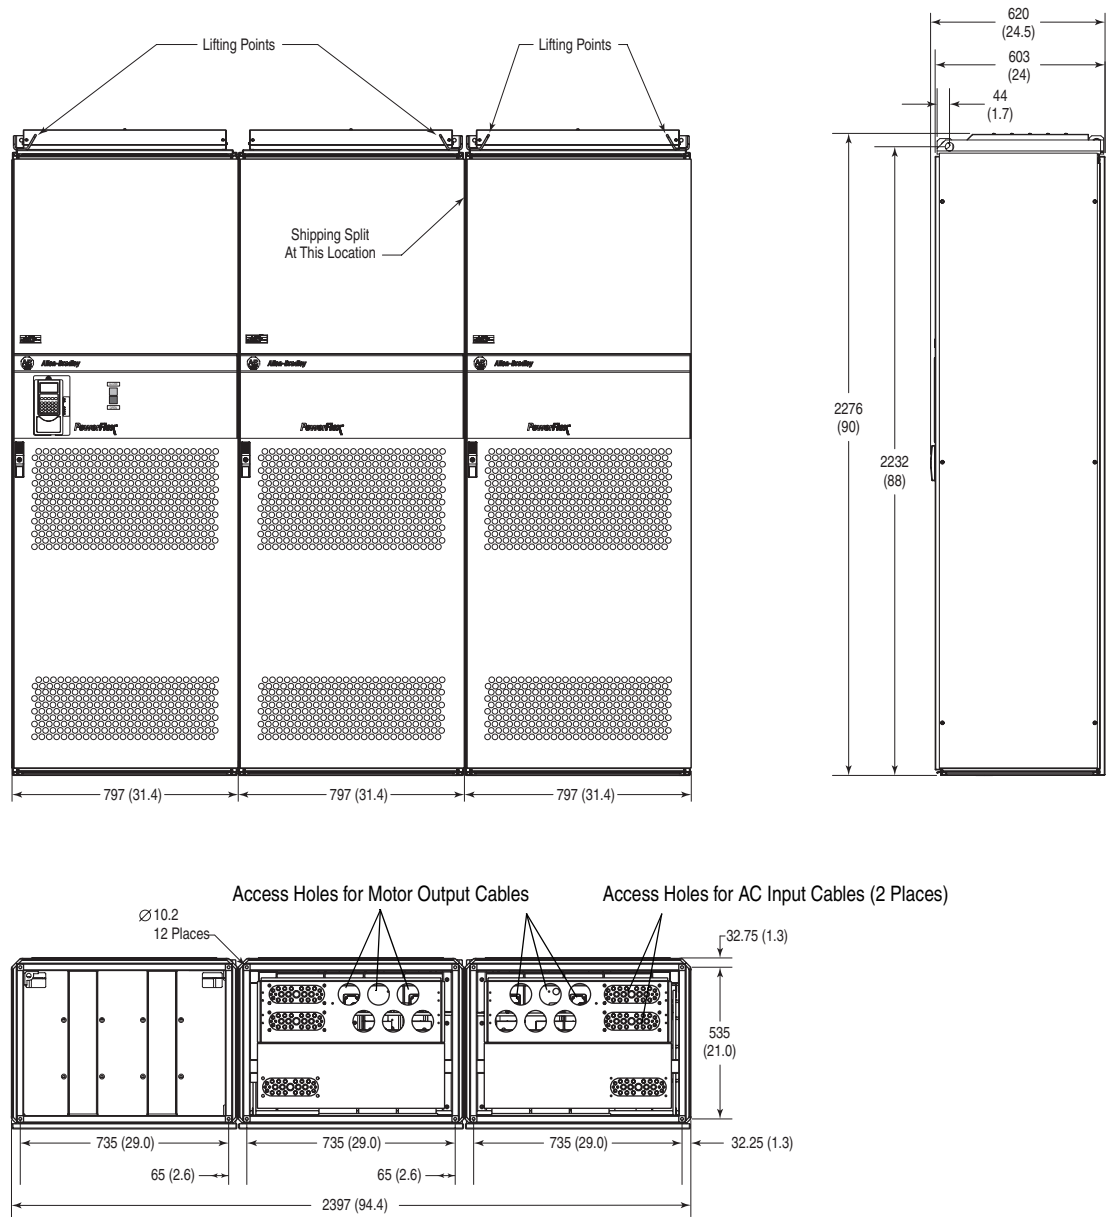 620
(24.5)
Lifting Points
Lifting Points
603
(24)
44
(1.7)
Shipping Split
At This Location
Allen-Bradley
Allen-Bradley
Allen-Bradley
2276
(90)
PowerFlex
PowerFlex
PowerFlex
2232
(88)
797 (31.4)
797 (31.4)
797 (31.4)
Access Holes for Motor Output Cables
Access Holes for AC Input Cables (2 Places)
Ø 10.2
12 Places
32.75 (1.3)
535
(21.0)
735 (29.0)
735 (29.0)
735 (29.0)
32.25 (1.3)
65 (2.6)
65 (2.6)
2397 (94.4)